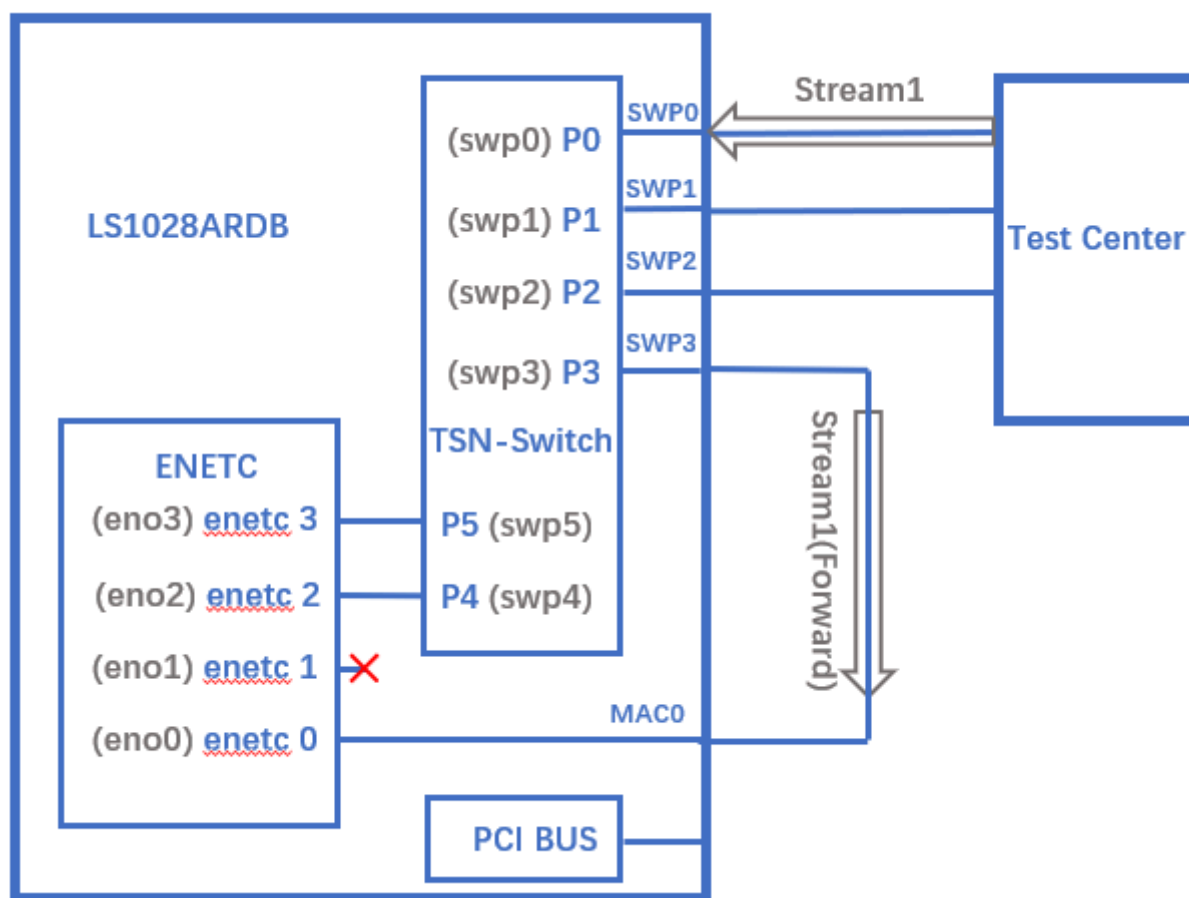 Stream1
SWP0
(swp0) P0
SWP1
(swp1) P1
LS1028ARDB
Test Center
SWP2
(swp2) P2
SWP3
(swp3) P3
TSN-Switch
Stream1(Forward)
ENETC
(eno3) enetc 3
P5 (swp5)
(eno2) enetc 2
P4 (swp4)
(eno1) enetc 1
MAC0
(eno0) enetc 0
PCI BUS